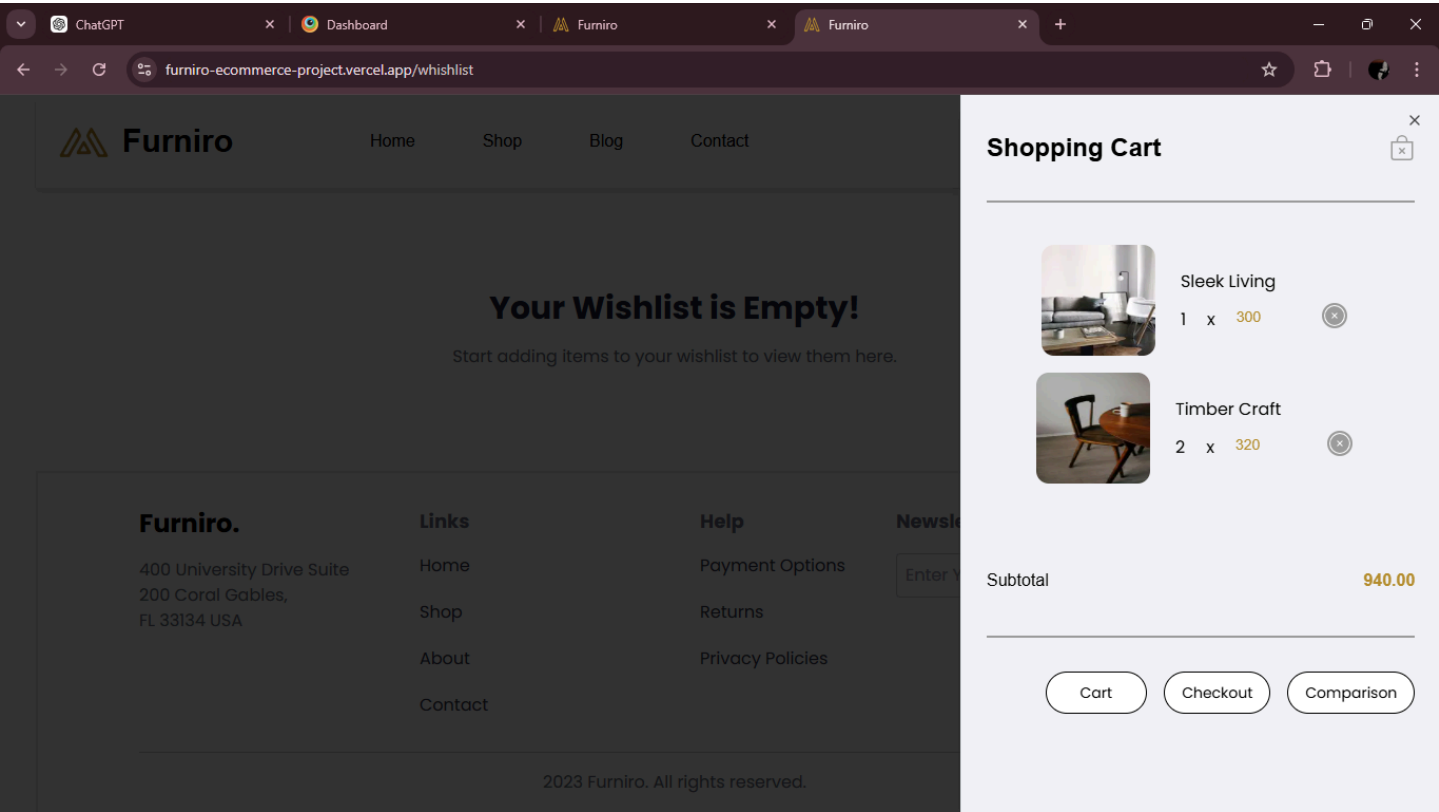 ChatGPT
Dashboard
Furniro
Furniro
furniro-ecommerce-project.vercel.app/whishlist
Furniro
Home Shop Blog Contact
Your Wishlist is Empty!
Start adding items to your wishlist to view them here.
Furniro.
400 University Drive Suite
200 Coral Gables,
FL 33134 USA
Links
Home
Shop
About
Contact
Help
Payment Options
Returns
Privacy Policies
Newsle
Enter Y
2023 Furniro. All rights reserved.
Shopping Cart
Sleek Living
1 x 300
Timber Craft
2 x 320
Subtotal 940.00
Cart Checkout Comparison